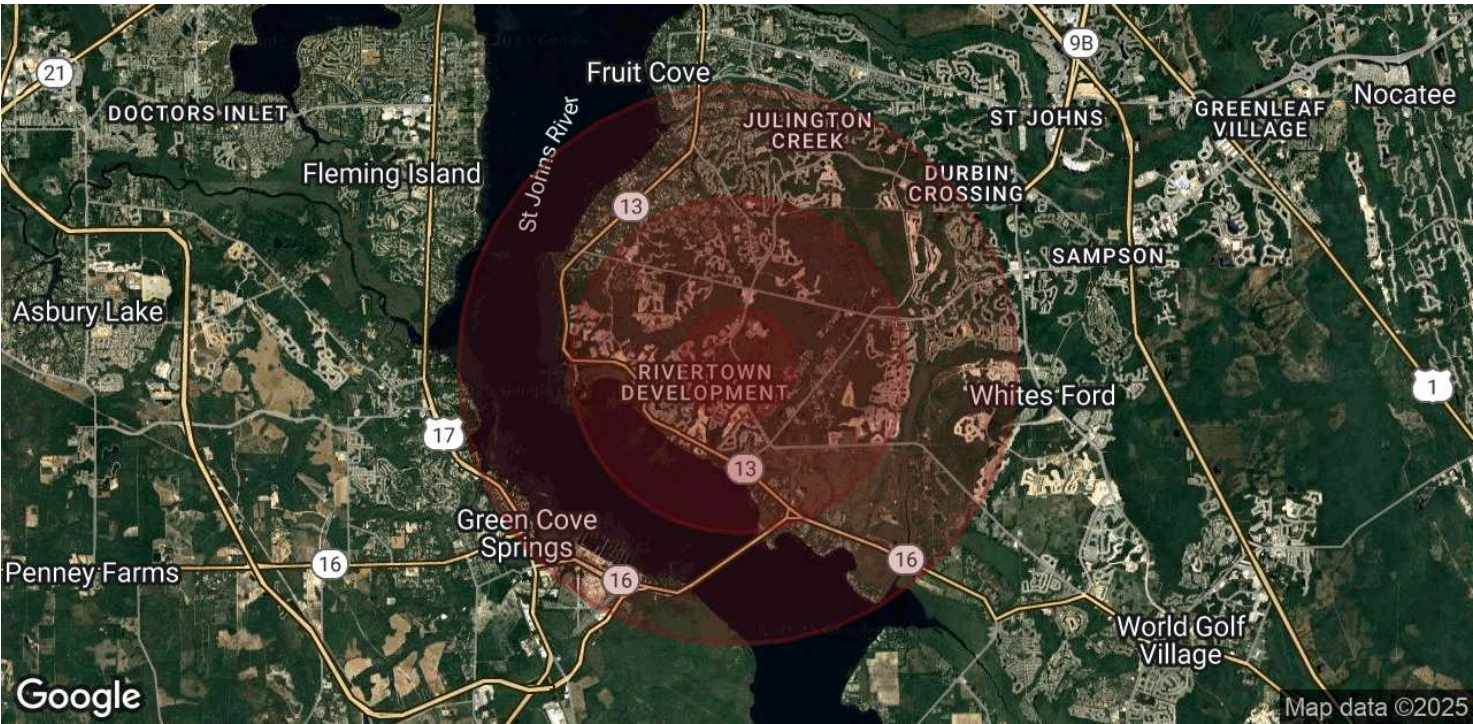 21
9B
Fruit Cove
Nocatee
DOCTORS INLET
JULINGTON
CREEK
ST JOHNS
GREENLEAF
VILLAGE
St Johns River
Fleming Island
DURBIN
CROSSING
13
SAMPSON
Asbury Lake
RIVERTOWN
DEVELOPMENT
Whites Ford
1
17
13
Green Cove
Springs
16
16
16
Penney Farms
World Golf
Village
Google
Map data ©2025